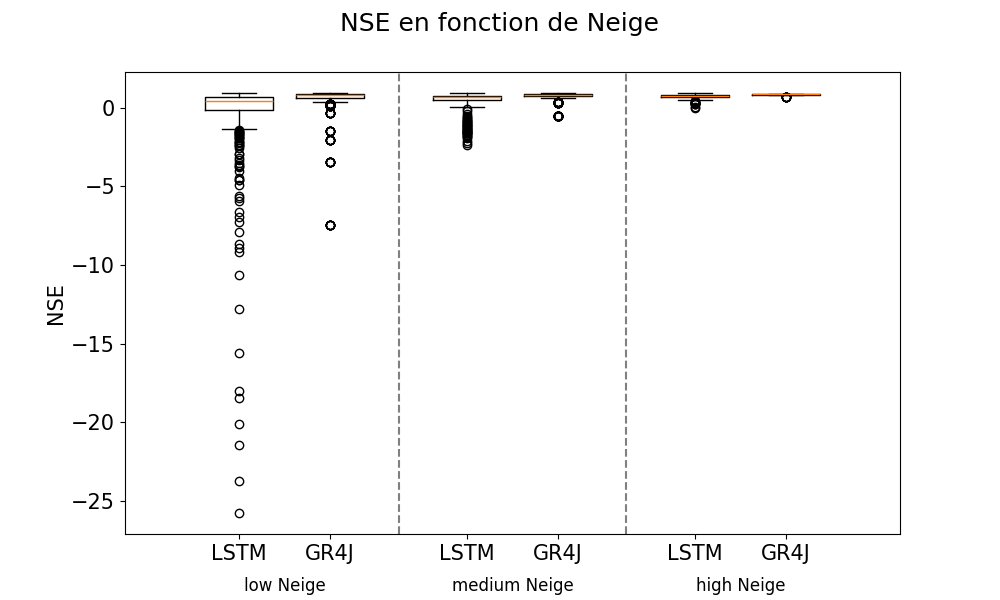 NSE en fonction de Neige
NSE
0
−5
−10
−15
−20
−25
LSTM GR4J LSTM GR4J LSTM GR4J
low Neige medium Neige high Neige